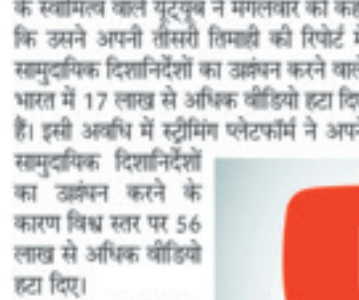 के स्वामित्व वाले यूट्यूब ने मंगलवार को कहा
कि उसने अपनी तीसरी तिमाही की रिपोर्ट में
सामुदायिक दिशानिर्देशों का उल्लंघन करने वाले
भारत में 17 लाख से अधिक वीडियो हटा दिए
हैं। इसी अवधि में स्ट्रीमिंग प्लेटफॉर्म ने अपने
सामुदायिक दिशानिर्देशों
का उल्लंघन करने के
कारण विश्व स्तर पर 56
लाख से अधिक वीडियो
हटा दिए।